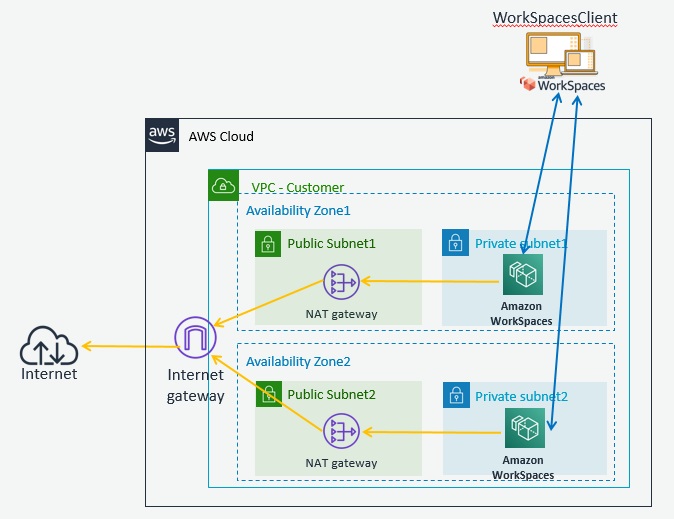 WorkSpacesClient
WorkSpaces
aws
AWS Cloud
VPC - Customer
Availability Zone1
Public Subnet1
Private subnet1
NAT gateway
Amazon
WorkSpaces
Internet
Internet
gateway
Availability Zone2
Public Subnet2
Private subnet2
NAT gateway
Amazon
WorkSpaces